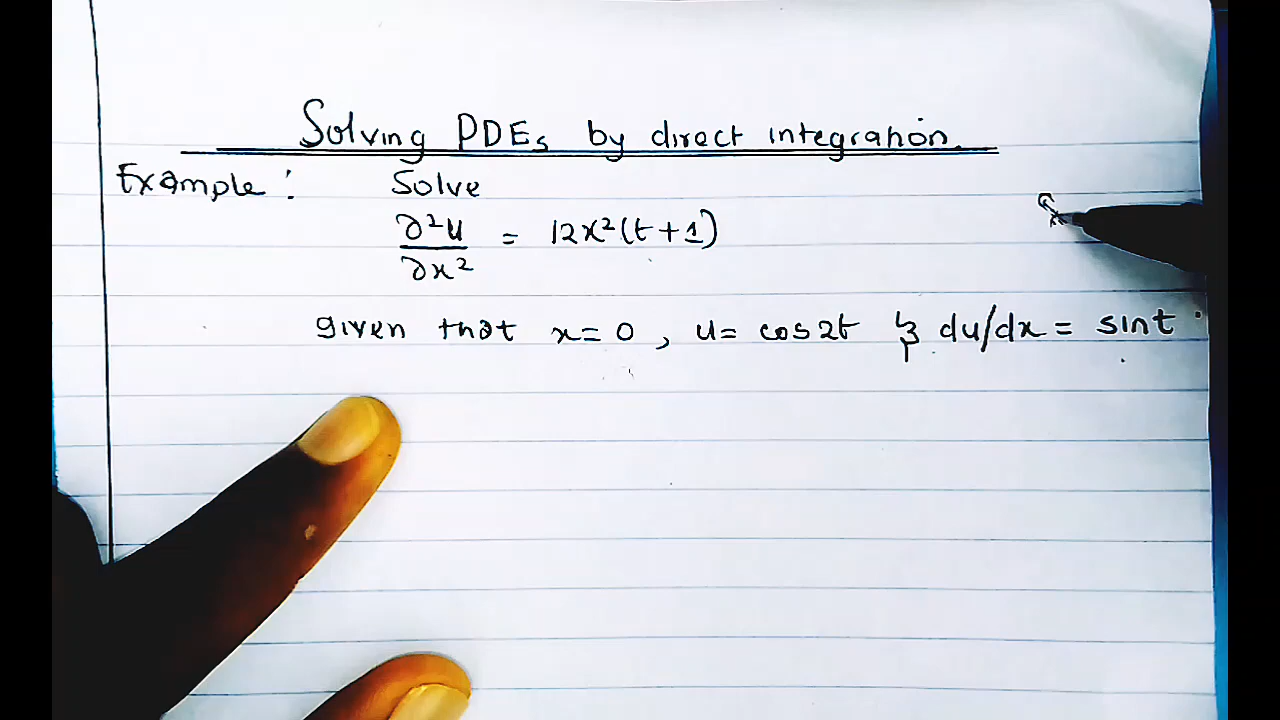 Solving PDEs by direct integration.
Example: Solve
∂²u/∂x² = 12x²(t+1)
given that x=0, u= cos2t & du/dx = sint